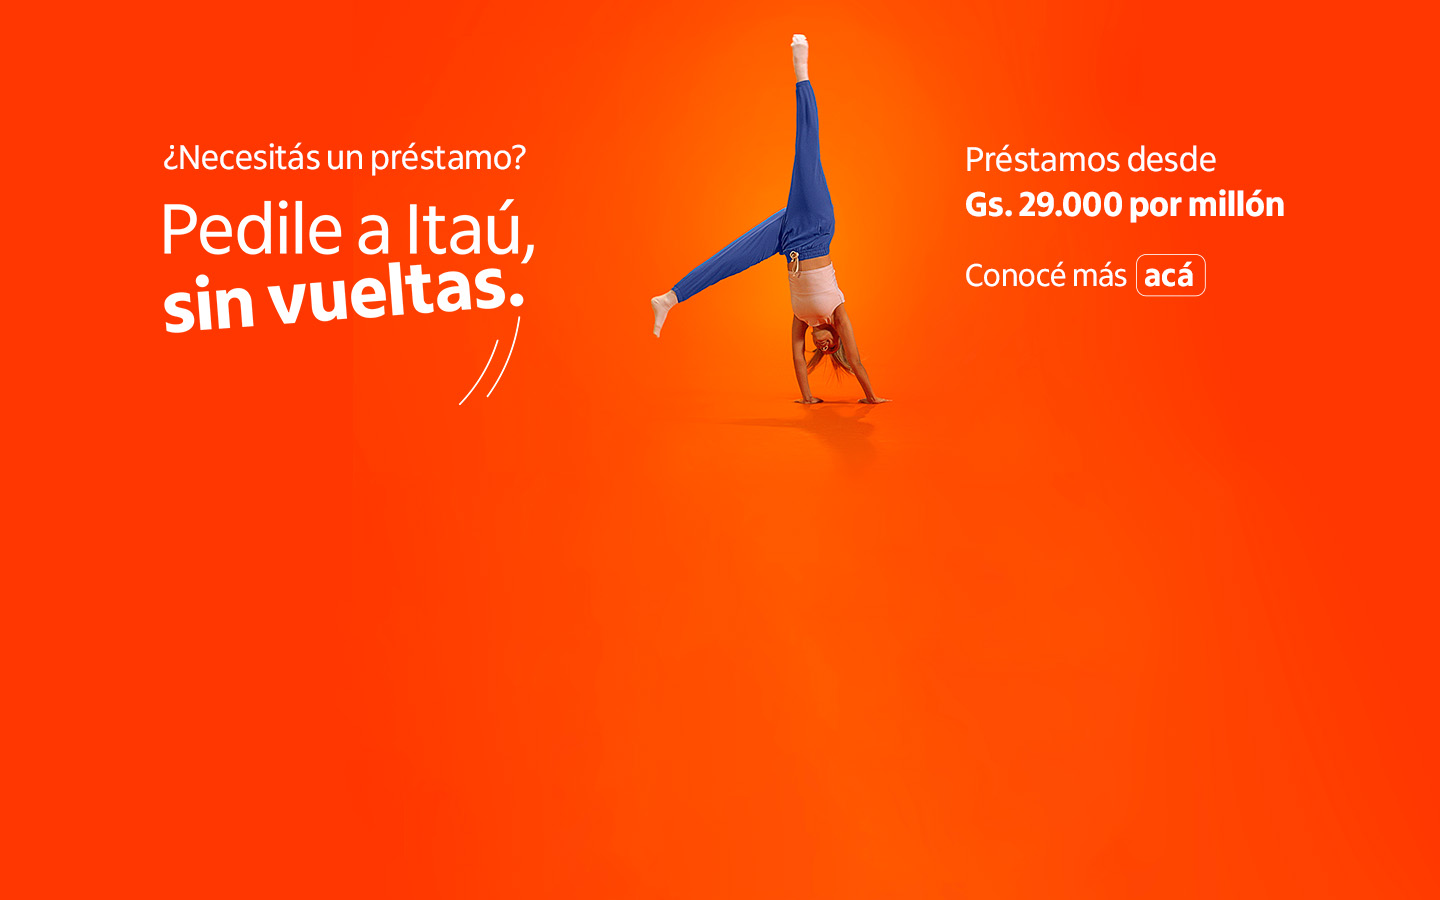 ¿Necesitás un préstamo?
Pedile a Itaú,
sin vueltas.
Préstamos desde
Gs. 29.000 por millón
Conocé más acá